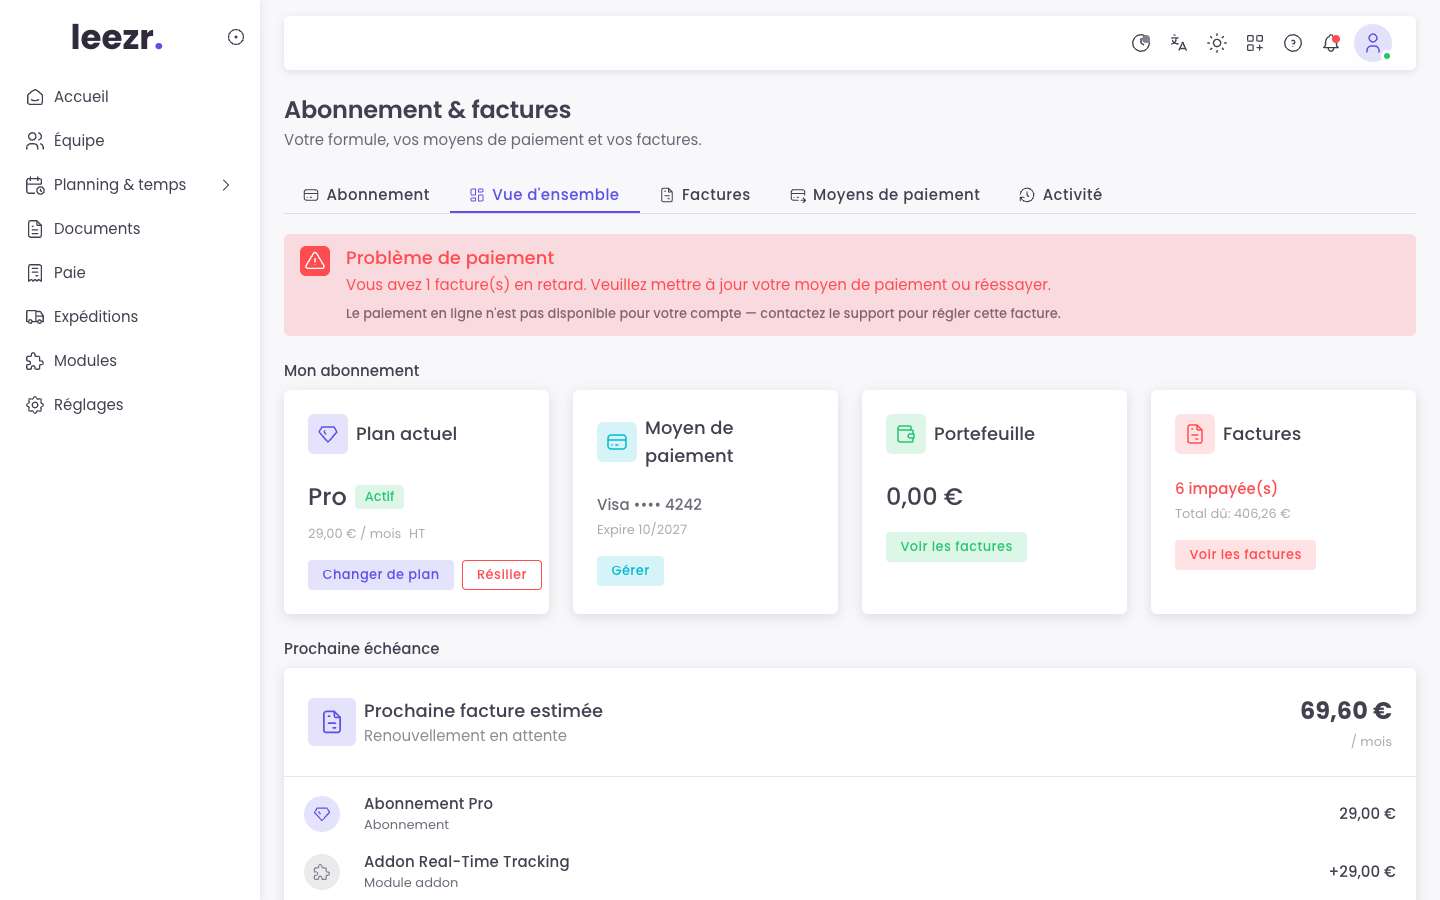 leezr.
Accueil
Équipe
Planning & temps
Documents
Paie
Expéditions
Modules
Réglages
Abonnement & factures
Votre formule, vos moyens de paiement et vos factures.
Abonnement
Vue d'ensemble
Factures
Moyens de paiement
Activité
Problème de paiement
Vous avez 1 facture(s) en retard. Veuillez mettre à jour votre moyen de paiement ou réessayer.
Le paiement en ligne n'est pas disponible pour votre compte — contactez le support pour régler cette facture.
Mon abonnement
Plan actuel
Pro Actif
29,00 € / mois HT
Changer de plan Résilier
Moyen de
paiement
Visa •••• 4242
Expire 10/2027
Gérer
Portefeuille
0,00 €
Voir les factures
Factures
6 impayée(s)
Total dû: 406,26 €
Voir les factures
Prochaine échéance
Prochaine facture estimée
Renouvellement en attente
69,60 €
/ mois
Abonnement Pro
Abonnement
29,00 €
Addon Real-Time Tracking
Module addon
+29,00 €